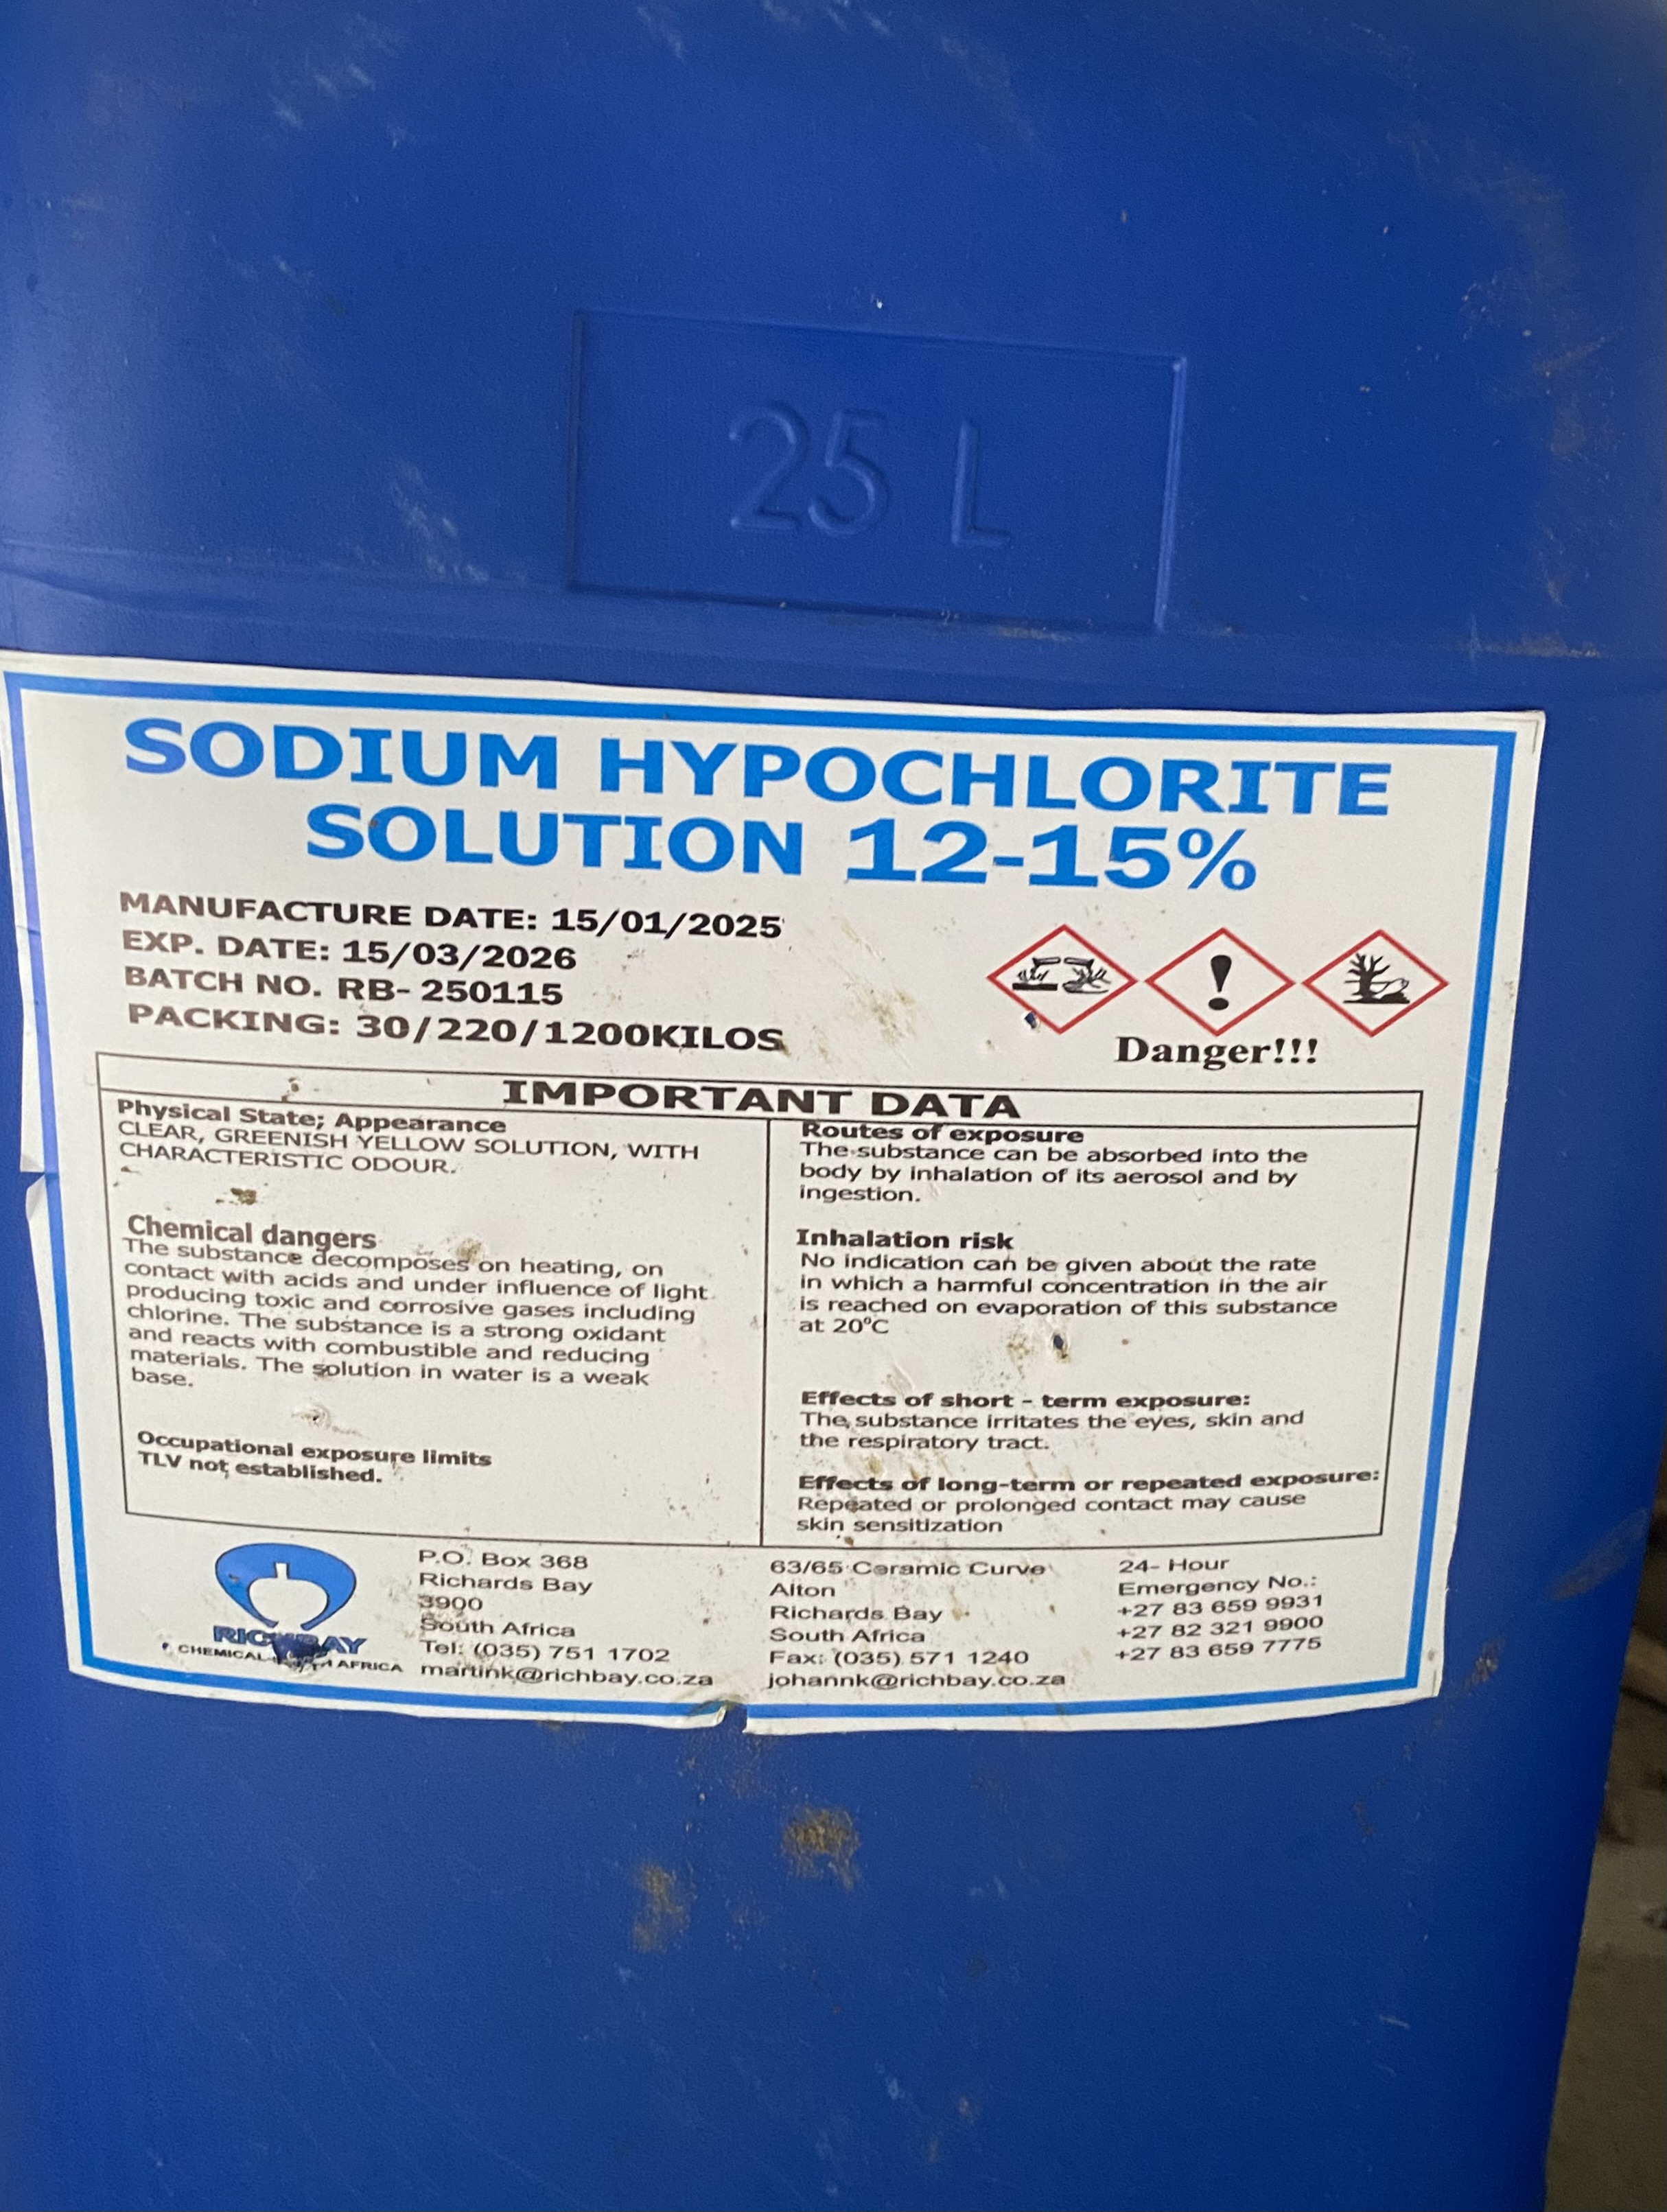 25 L
SODIUM HYPOCHLORITE
SOLUTION 12-15%
MANUFACTURE DATE: 15/01/2025
EXP. DATE: 15/03/2026
BATCH NO. RB- 250115
PACKING: 30/220/1200KILOS
Danger!!!
IMPORTANT DATA
Physical State; Appearance
CLEAR, GREENISH YELLOW SOLUTION, WITH
CHARACTERISTIC ODOUR.
Chemical dangers
The substance decomposes on heating, on
contact with acids and under influence of light
producing toxic and corrosive gases including
chlorine. The substance is a strong oxidant
and reacts with combustible and reducing
materials. The solution in water is a weak
base.
Occupational exposure limits
TLV not established.
Routes of exposure
The substance can be absorbed into the
body by inhalation of its aerosol and by
ingestion.
Inhalation risk
No indication can be given about the rate
in which a harmful concentration in the air
is reached on evaporation of this substance
at 20°C
Effects of short - term exposure:
The substance irritates the eyes, skin and
the respiratory tract.
Effects of long-term or repeated exposure:
Repeated or prolonged contact may cause
skin sensitization
RICHBAY
CHEMICAL AFRICA
P.O. Box 368
Richards Bay
3900
South Africa
Tel: (035) 751 1702
martink@richbay.co.za
63/65 Ceramic Curve
Alton
Richards Bay
South Africa
Fax: (035) 571 1240
johannk@richbay.co.za
24- Hour
Emergency No.:
+27 83 659 9931
+27 82 321 9900
+27 83 659 7775